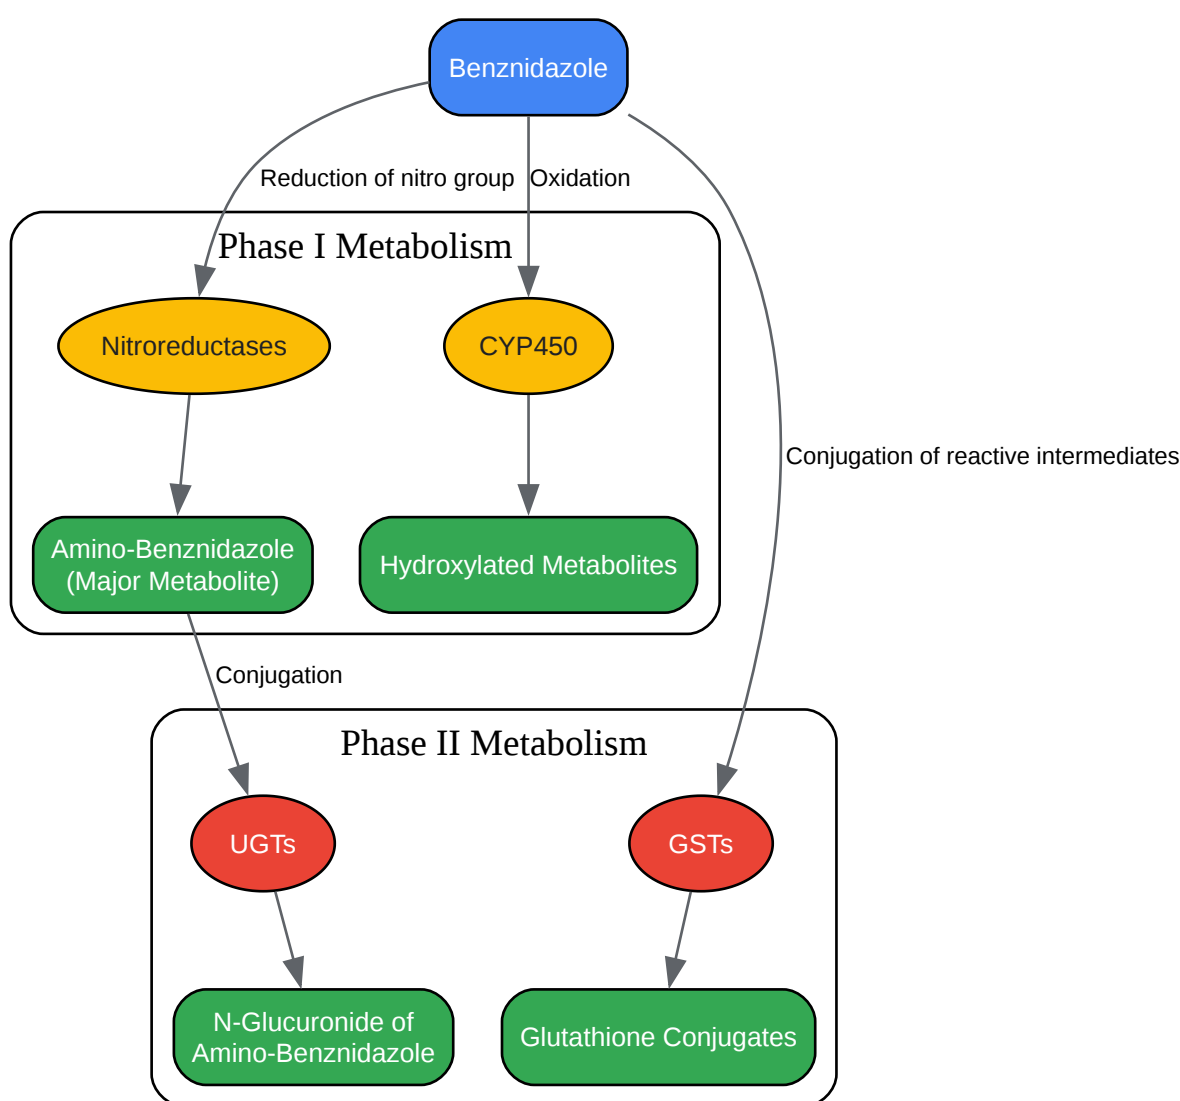 Benznidazole
Reduction of nitro group
Oxidation
Phase I Metabolism
Nitroreductases
CYP450
Conjugation of reactive intermediates
Amino-Benznidazole
(Major Metabolite)
Hydroxylated Metabolites
Conjugation
Phase II Metabolism
UGTs
GSTs
N-Glucuronide of
Amino-Benznidazole
Glutathione Conjugates